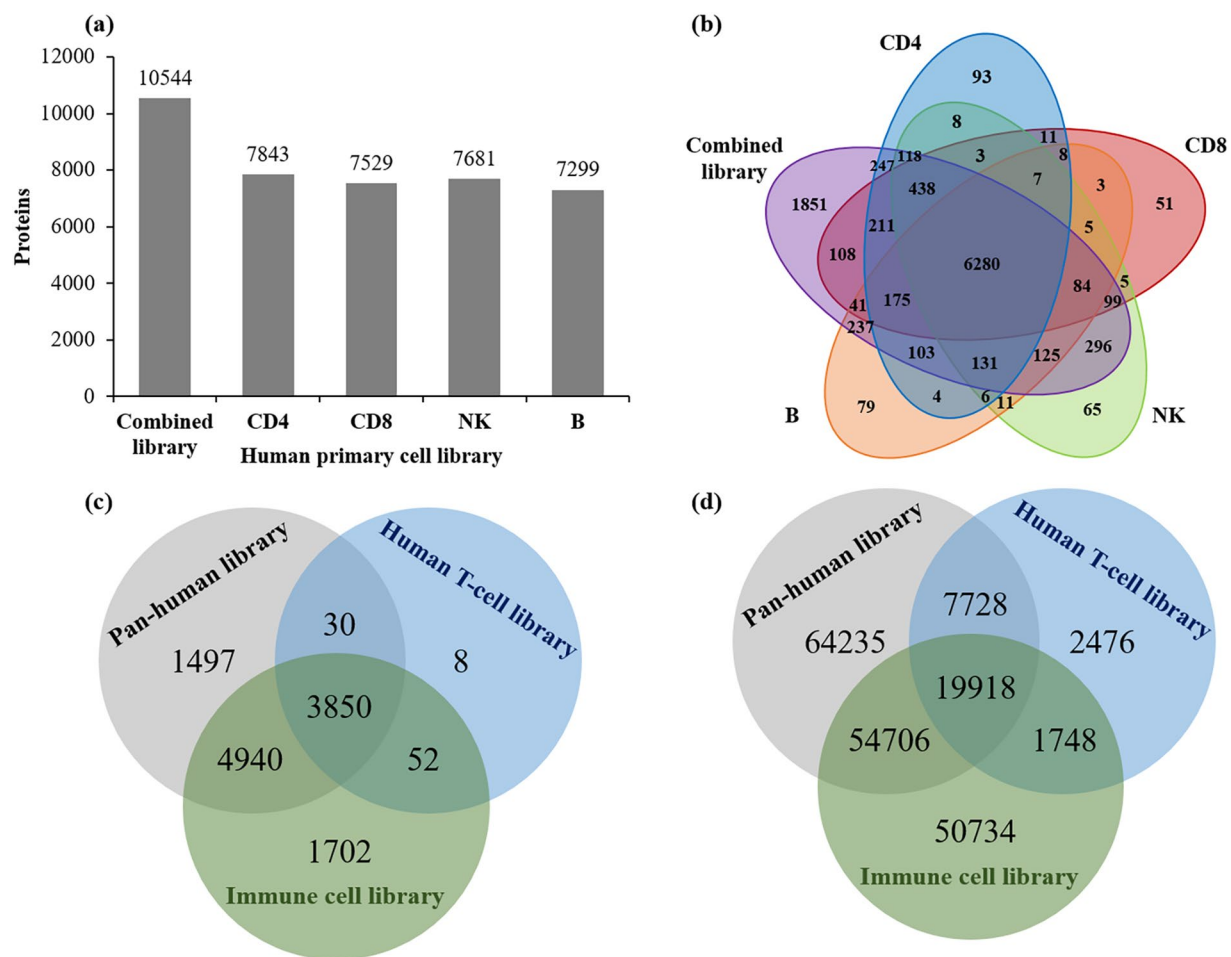 (a)
12000
10000
8000
6000
4000
2000
0
Proteins
10544
7843
7529
7681
7299
Combined
library
CD4
CD8
NK
B
Human primary cell library
(b)
CD4
CD8
Combined
library
B
NK
93
8
11
247
118
3
8
438
7
3
51
1851
211
5
108
6280
5
84
99
41
175
237
103
131
125
296
4
6
11
79
65
(c)
Pan-human library
Human T-cell library
30
1497
8
3850
4940
52
1702
Immune cell library
(d)
Pan-human library
Human T-cell library
7728
64235
2476
19918
54706
1748
50734
Immune cell library